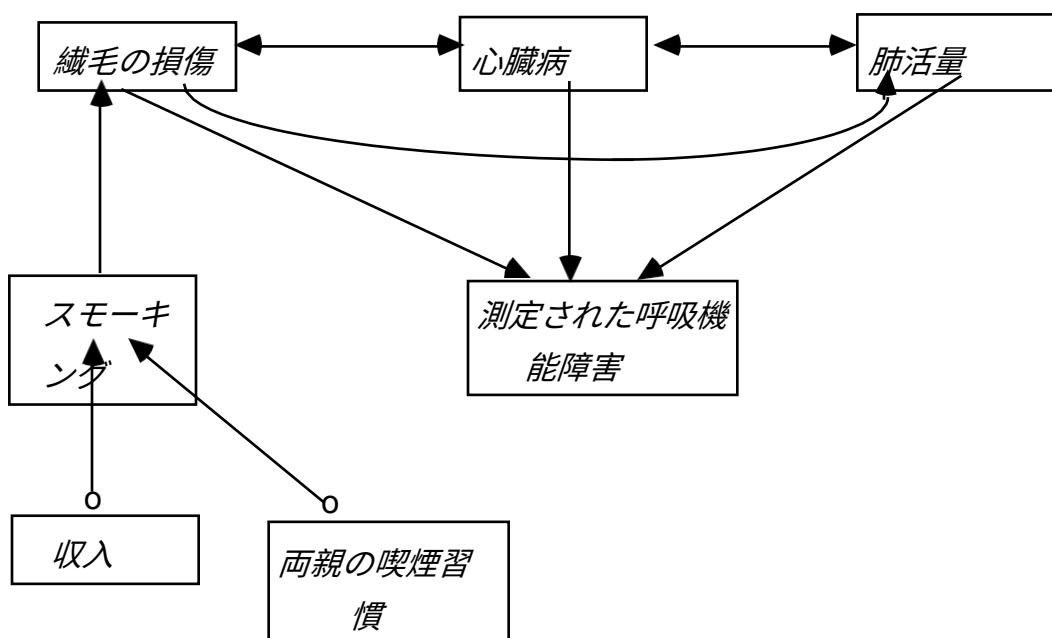 繊毛の損傷
心臓病
肺活量
スモーキ
ング
測定された呼吸機
能障害
o
o
収入
両親の喫煙習
慣